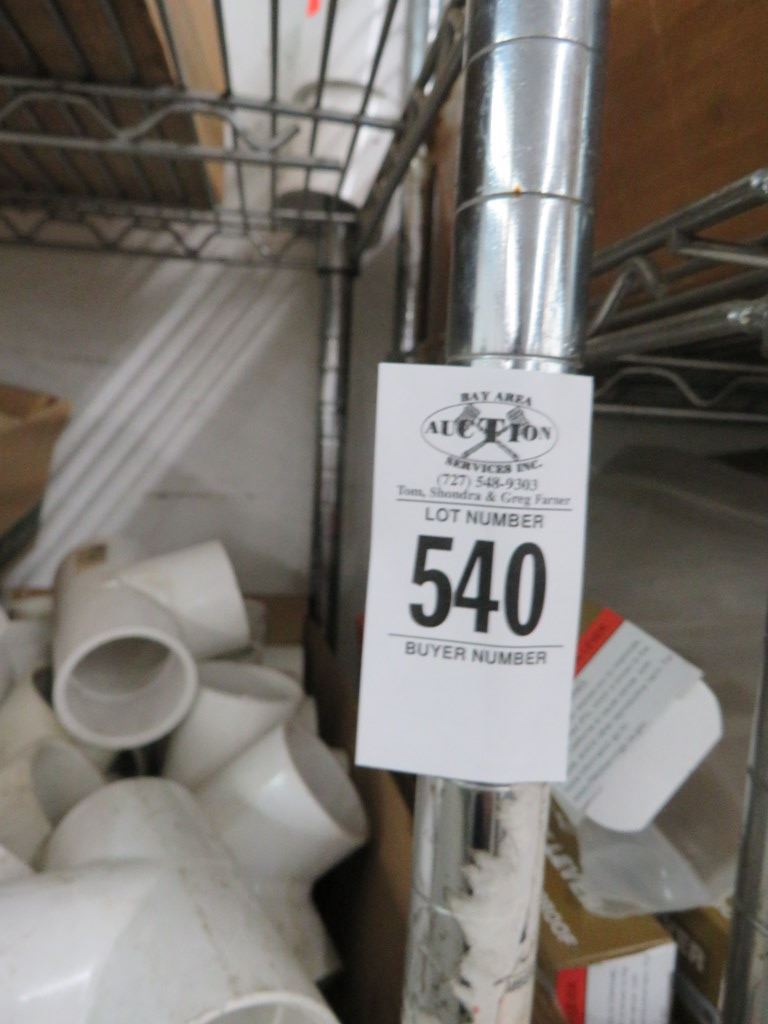 BAY AREA
AUCTION
SERVICES INC.
(727) 548-9303
Tom, Shondra & Greg Farner
LOT NUMBER
540
BUYER NUMBER